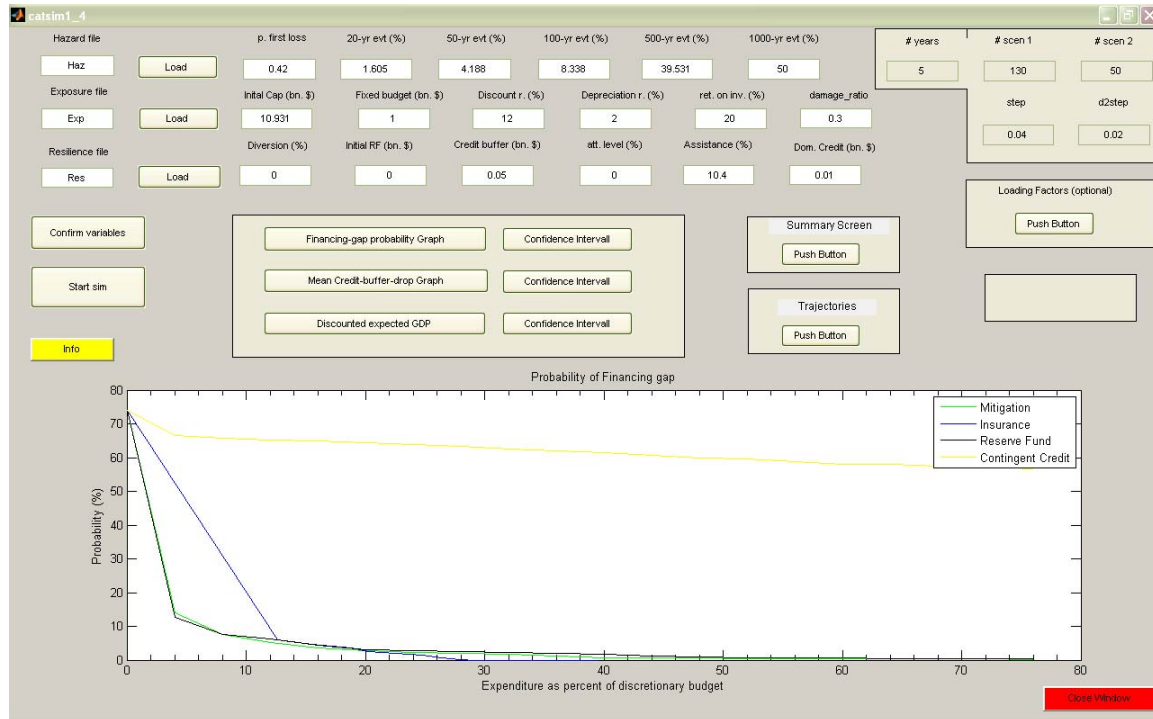 catsim1_4
Hazard file p. first loss 20-yr evt (%) 50-yr evt (%) 100-yr evt (%) 500-yr evt (%) 1000-yr evt (%) # years # scen 1 # scen 2
Haz Load 0.42 1.605 4.188 8.338 39.531 50 5 130 50
Exposure file Inital Cap (bn. $) Fixed budget (bn. $) Discount r. (%) Depreciation r. (%) ret. on inv. (%) damage_ratio step d2step
Exp Load 10.931 1 12 2 20 0.3 0.04 0.02
Resilience file Diversion (%) Initial RF (bn. $) Credit buffer (bn. $) att. level (%) Assistance (%) Dom. Credit (bn. $)
Res Load 0 0 0.05 0 10.4 0.01
Loading Factors (optional)
Push Button
Confirm variables Financing-gap probability Graph Confidence Intervall Summary Screen
Push Button
Start sim Mean Credit-buffer-drop Graph Confidence Intervall
Trajectories
Discounted expected GDP Confidence Intervall Push Button
Info
Probability of Financing gap
80
70
60
50
40
30
20
10
0
Probability (%)
Mitigation
Insurance
Reserve Fund
Contingent Credit
0 10 20 30 40 50 60 70 80
Expenditure as percent of discretionary budget
Close Window